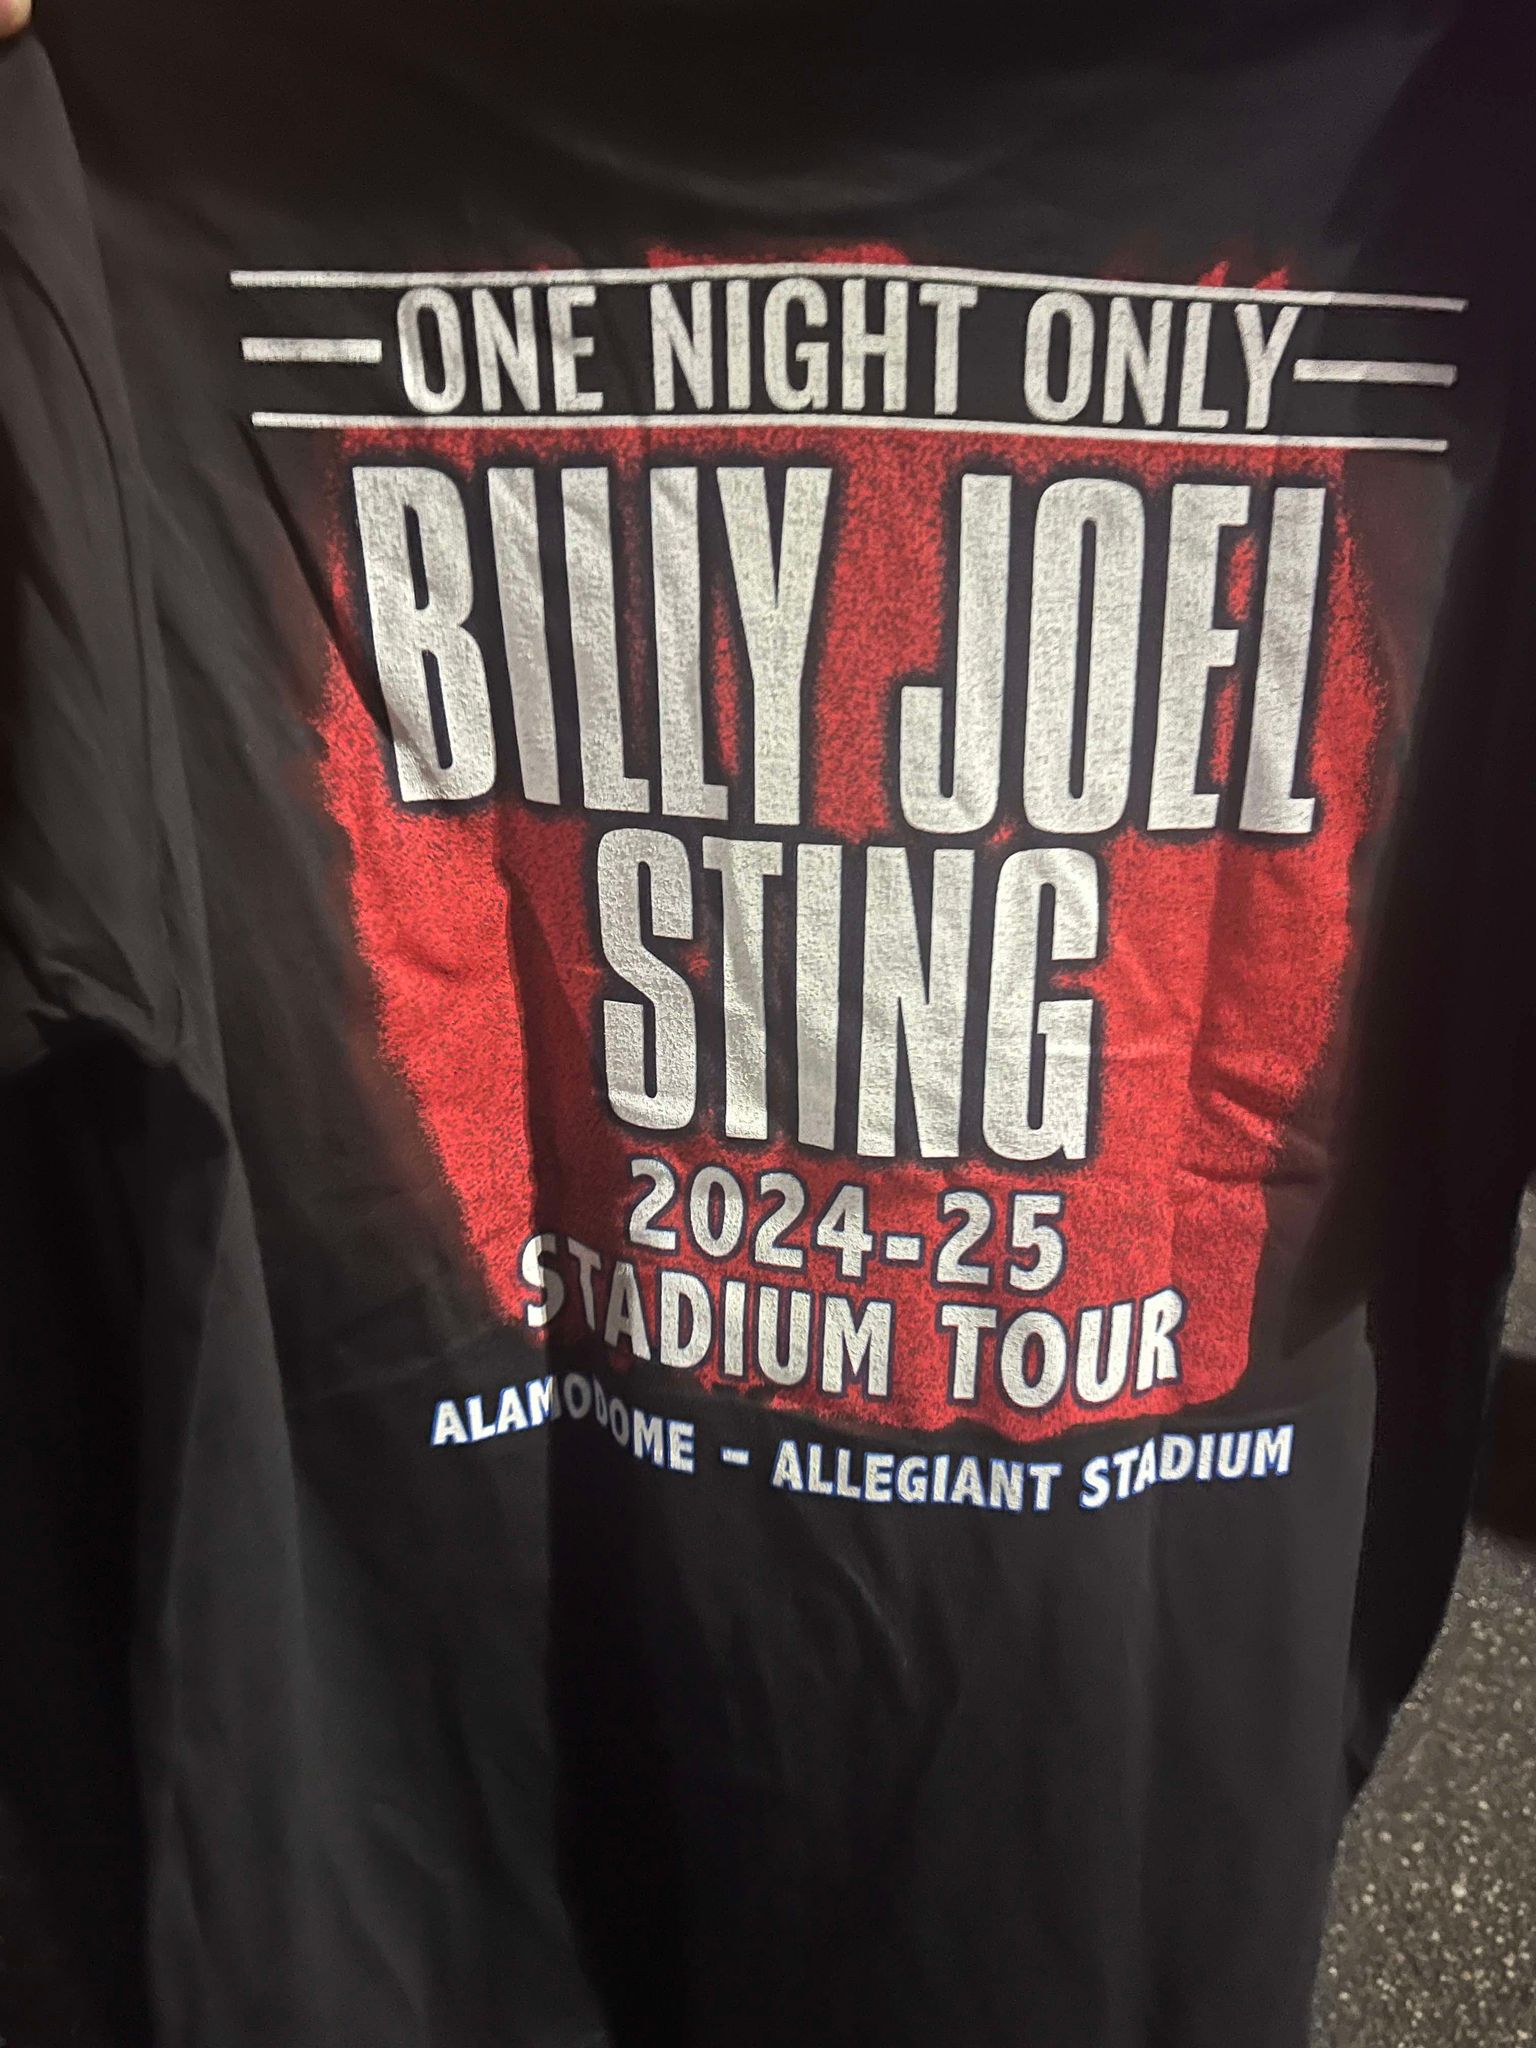 ONE NIGHT ONLY
BILLY JOEL
STING
2024-25
STADIUM TOUR
ALAMODOME - ALLEGIANT STADIUM